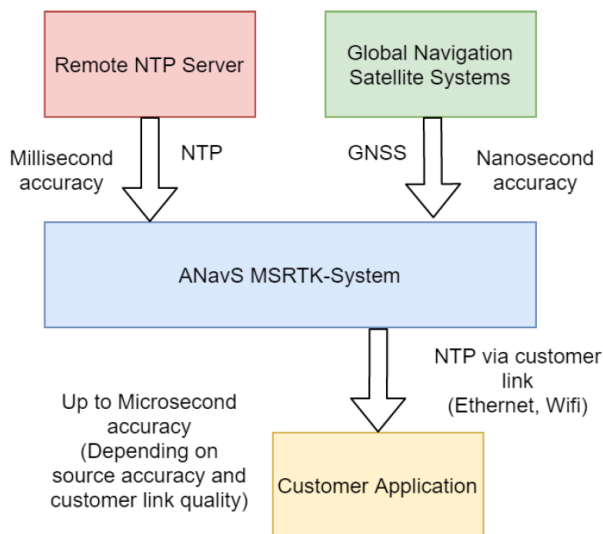 Remote NTP Server
Global Navigation
Satellite Systems
Millisecond
accuracy
NTP
GNSS
Nanosecond
accuracy
ANavS MSRTK-System
NTP via customer
link
(Ethernet, Wifi)
Up to Microsecond
accuracy
(Depending on
source accuracy and
customer link quality)
Customer Application